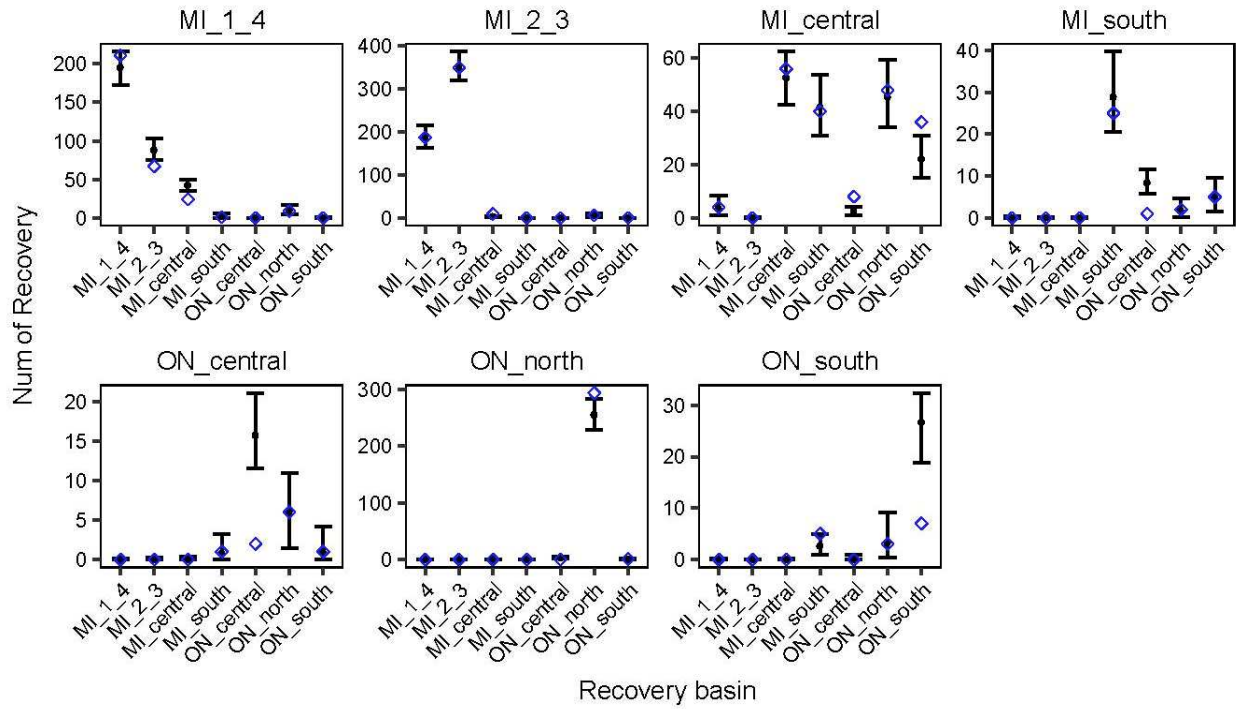 MI_1_4
MI_2_3
MI_central
MI_south
200
150
100
50
0
400
300
200
100
0
60
40
20
0
40
30
20
10
0
MI_1_4
MI_2_3
MI_central
MI_south
ON_central
ON_north
ON_south
MI_1_4
MI_2_3
MI_central
MI_south
ON_central
ON_north
ON_south
MI_1_4
MI_2_3
MI_central
MI_south
ON_central
ON_north
ON_south
MI_1_4
MI_2_3
MI_central
MI_south
ON_central
ON_north
ON_south
Num of Recovery
ON_central
ON_north
ON_south
20
15
10
5
0
300
200
100
0
30
20
10
0
MI_1_4
MI_2_3
MI_central
MI_south
ON_central
ON_north
ON_south
MI_1_4
MI_2_3
MI_central
MI_south
ON_central
ON_north
ON_south
MI_1_4
MI_2_3
MI_central
MI_south
ON_central
ON_north
ON_south
Recovery basin